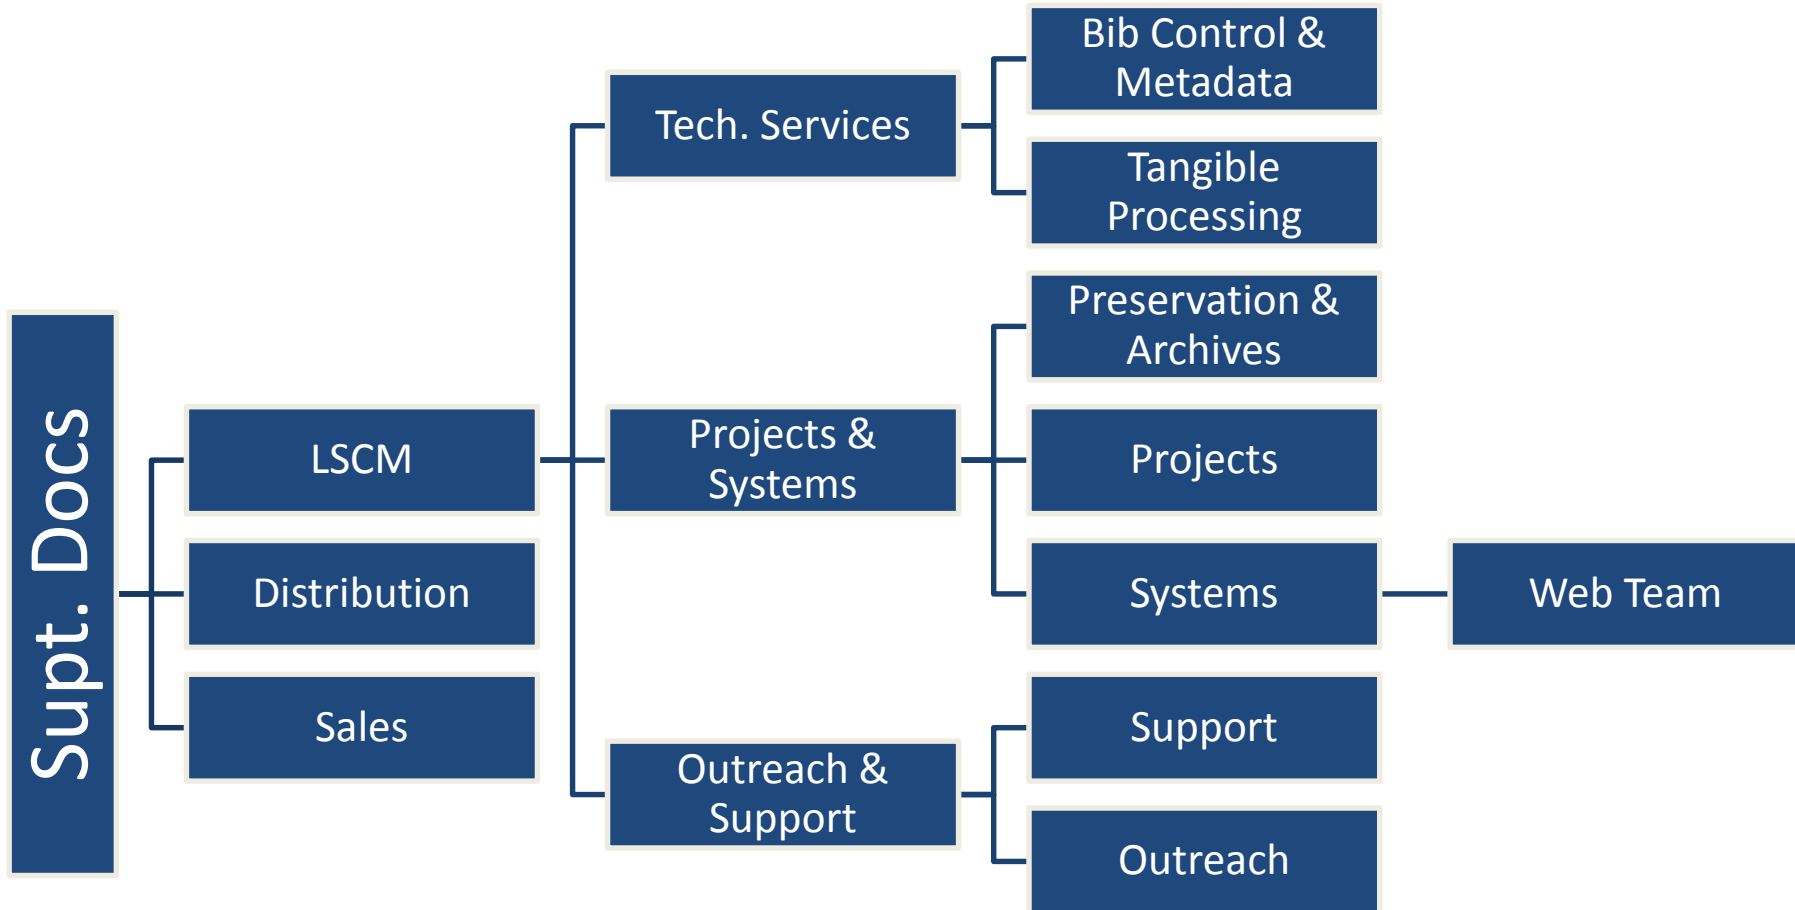 Supt. Docs
LSCM
Distribution
Sales
Tech. Services
Projects &
Systems
Outreach &
Support
Bib Control &
Metadata
Tangible
Processing
Preservation &
Archives
Projects
Systems
Support
Outreach
Web Team